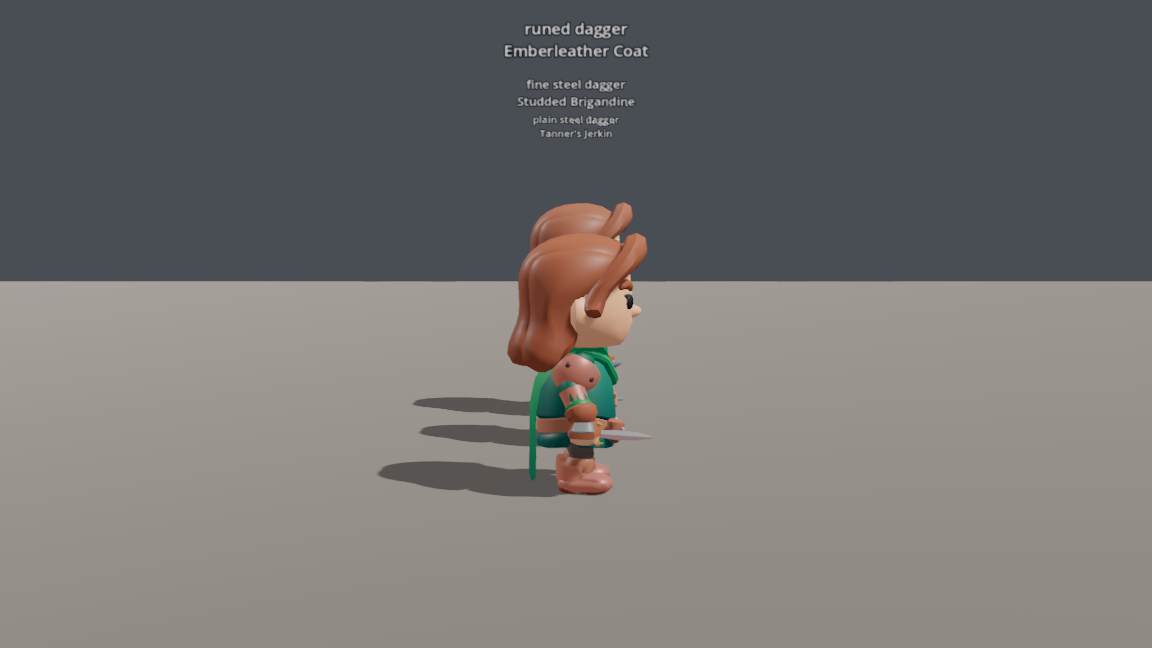 runed dagger
Emberleather Coat
fine steel dagger
Studded Brigandine
plain steel dagger
Tanner's Jerkin